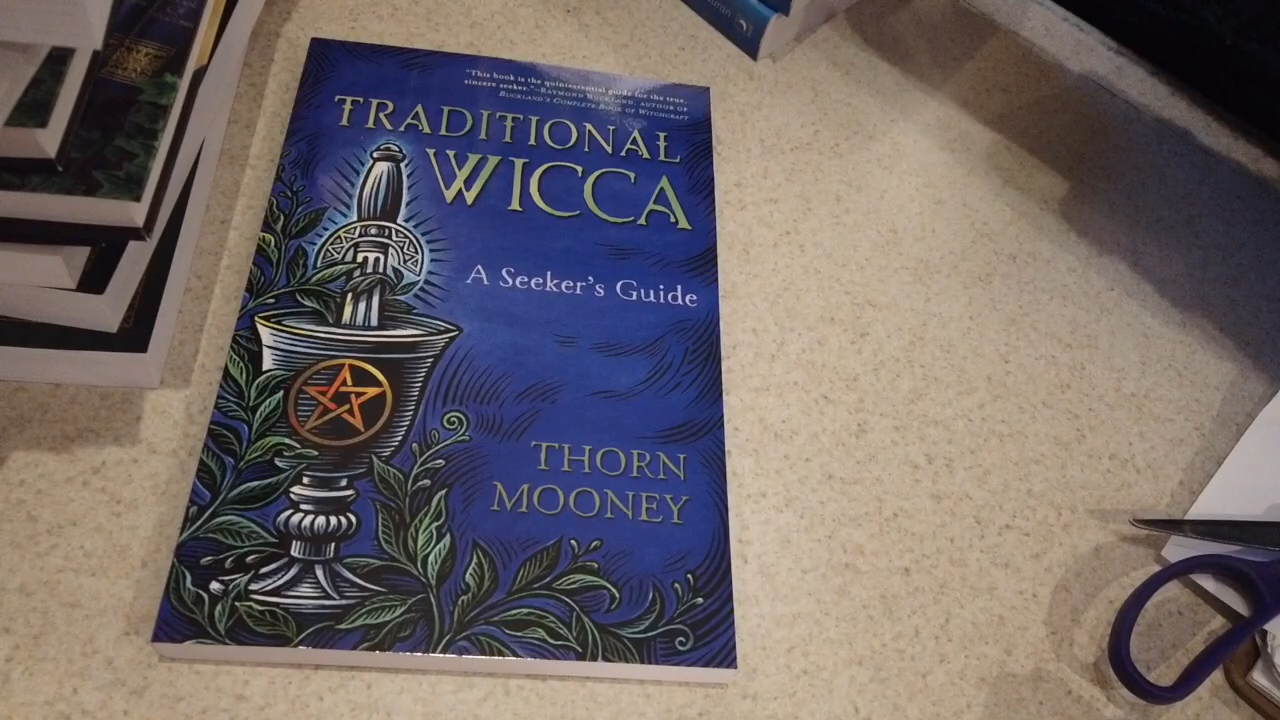 "This book is the quintessential guide for the true,
sincere seeker."—Raymond Buckland, author of
Buckland's Complete Book of Witchcraft
TRADITIONAL
WICCA
A Seeker's Guide
THORN
MOONEY